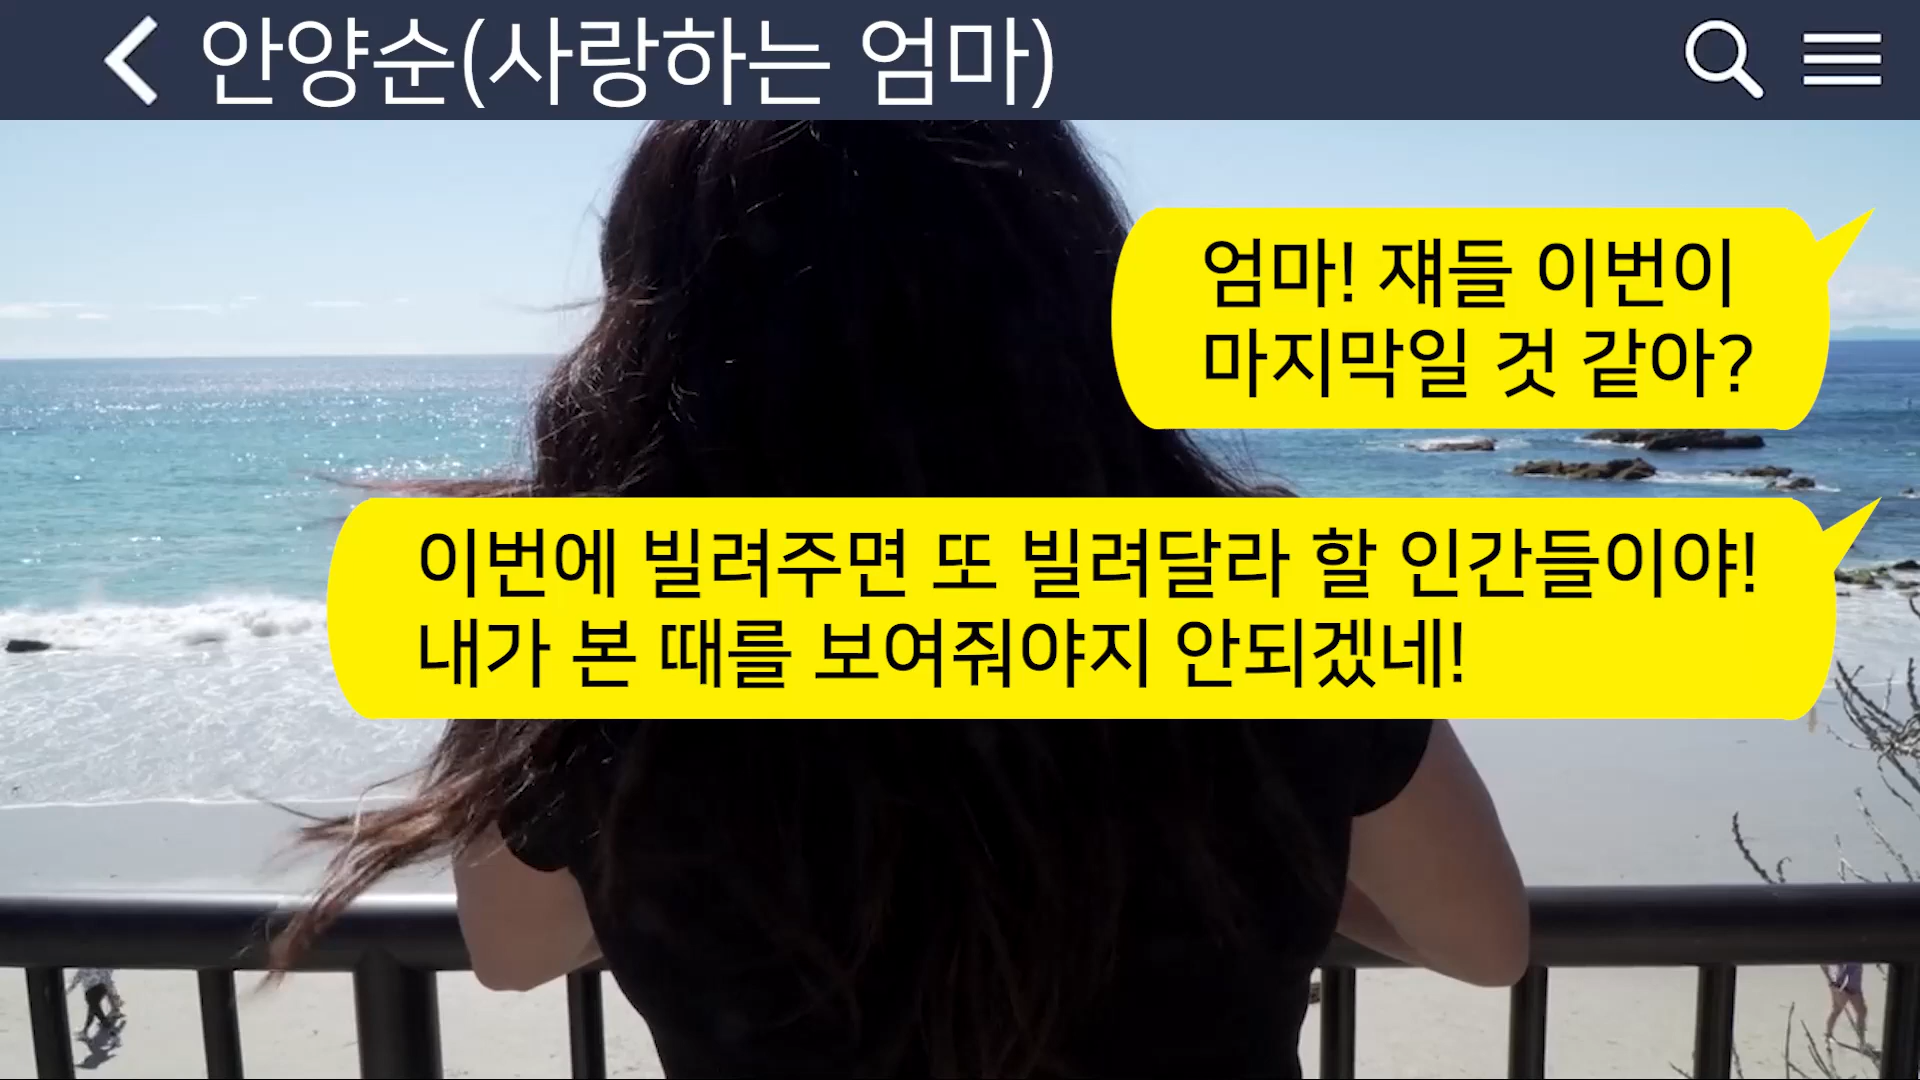 안양순(사랑하는 엄마)
엄마! 쟤들 이번이
마지막일 것 같아?
이번에 빌려주면 또 빌려달라 할 인간들이야!
내가 본 때를 보여줘야지 안되겠네!